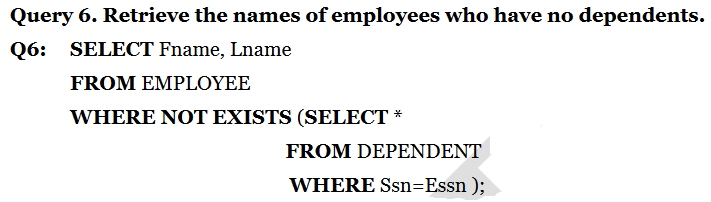 Query 6. Retrieve the names of employees who have no dependents.
Q6: SELECT Fname, Lname
FROM EMPLOYEE
WHERE NOT EXISTS (SELECT *
FROM DEPENDENT
WHERE Ssn=Essn );